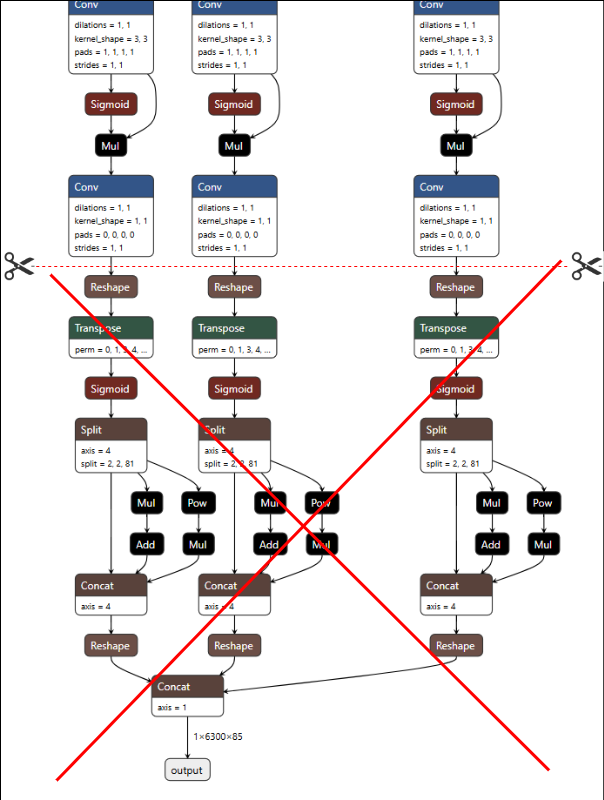 Conv
dilations = 1, 1
kernel_shape = 3, 3
pads = 1, 1, 1, 1
strides = 1, 1
Sigmoid
Mul
Conv
dilations = 1, 1
kernel_shape = 1, 1
pads = 0, 0, 0, 0
strides = 1, 1
Reshape
Transpose
perm = 0, 1, 3, 4, ...
Sigmoid
Split
axis = 4
split = 2, 2, 81
Mul
Pow
Add
Mul
Concat
axis = 4
Reshape
Conv
dilations = 1, 1
kernel_shape = 3, 3
pads = 1, 1, 1, 1
strides = 1, 1
Sigmoid
Mul
Conv
dilations = 1, 1
kernel_shape = 1, 1
pads = 0, 0, 0, 0
strides = 1, 1
Reshape
Transpose
perm = 0, 1, 3, 4, ...
Sigmoid
Split
axis = 4
split = 2, 2, 81
Mul
Pow
Add
Mul
Concat
axis = 4
Reshape
Conv
dilations = 1, 1
kernel_shape = 3, 3
pads = 1, 1, 1, 1
strides = 1, 1
Sigmoid
Mul
Conv
dilations = 1, 1
kernel_shape = 1, 1
pads = 0, 0, 0, 0
strides = 1, 1
Reshape
Transpose
perm = 0, 1, 3, 4, ...
Sigmoid
Split
axis = 4
split = 2, 2, 81
Mul
Pow
Add
Mul
Concat
axis = 4
Reshape
Concat
axis = 1
1×6300×85
output